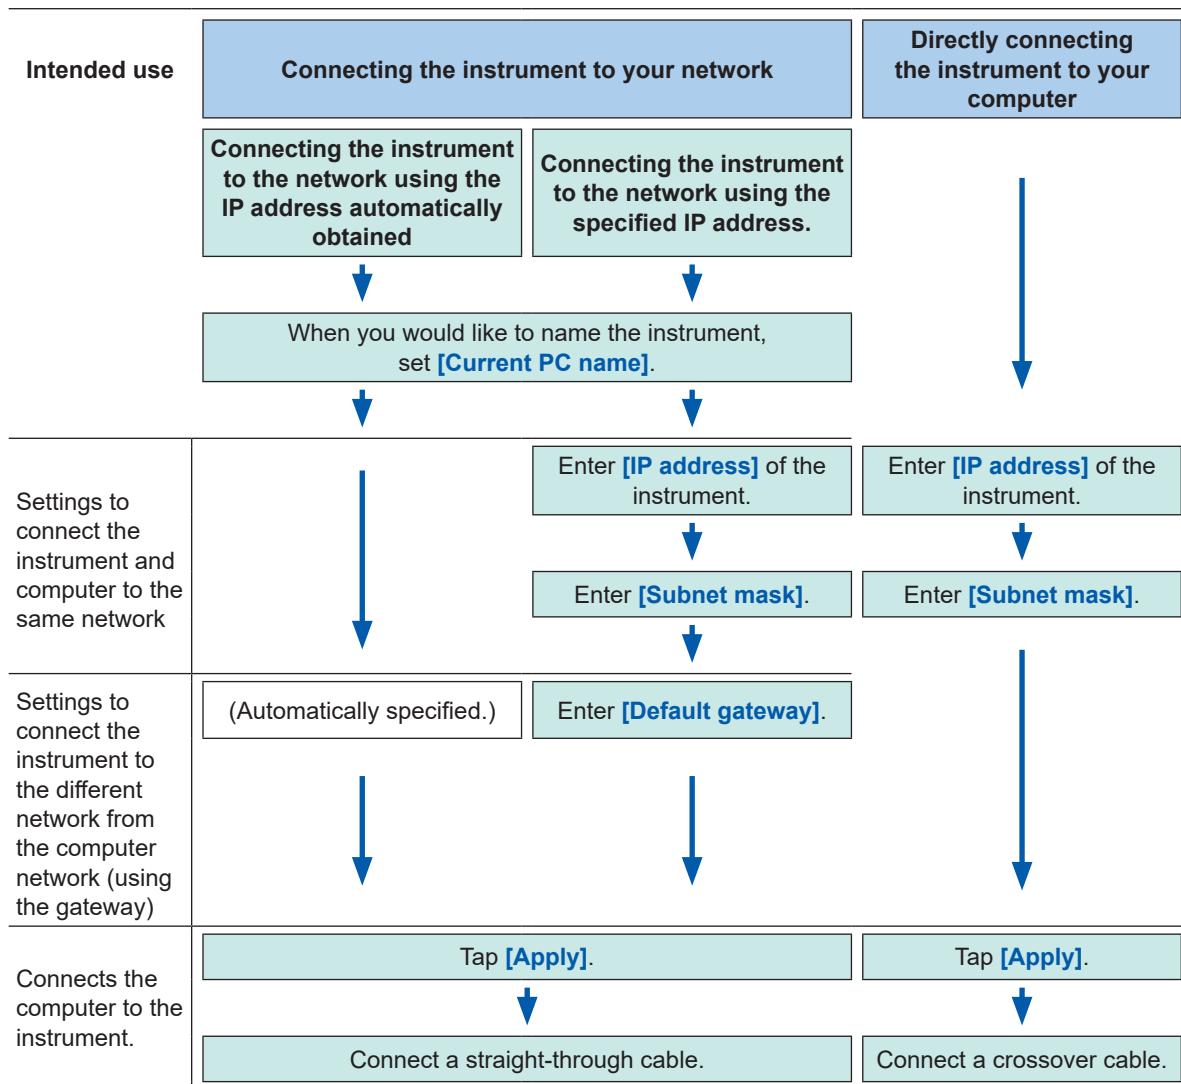 Intended use
Connecting the instrument to your network
Directly connecting
the instrument to your
computer
Connecting the instrument
to the network using the
IP address automatically
obtained
Connecting the instrument
to the network using the
specified IP address.
When you would like to name the instrument,
set [Current PC name].
Settings to
connect the
instrument and
computer to the
same network
Enter [IP address] of the
instrument.
Enter [IP address] of the
instrument.
Enter [Subnet mask].
Enter [Subnet mask].
Settings to
connect the
instrument to
the different
network from
the computer
network (using
the gateway)
(Automatically specified.)
Enter [Default gateway].
Connects the
computer to the
instrument.
Tap [Apply].
Tap [Apply].
Connect a straight-through cable.
Connect a crossover cable.